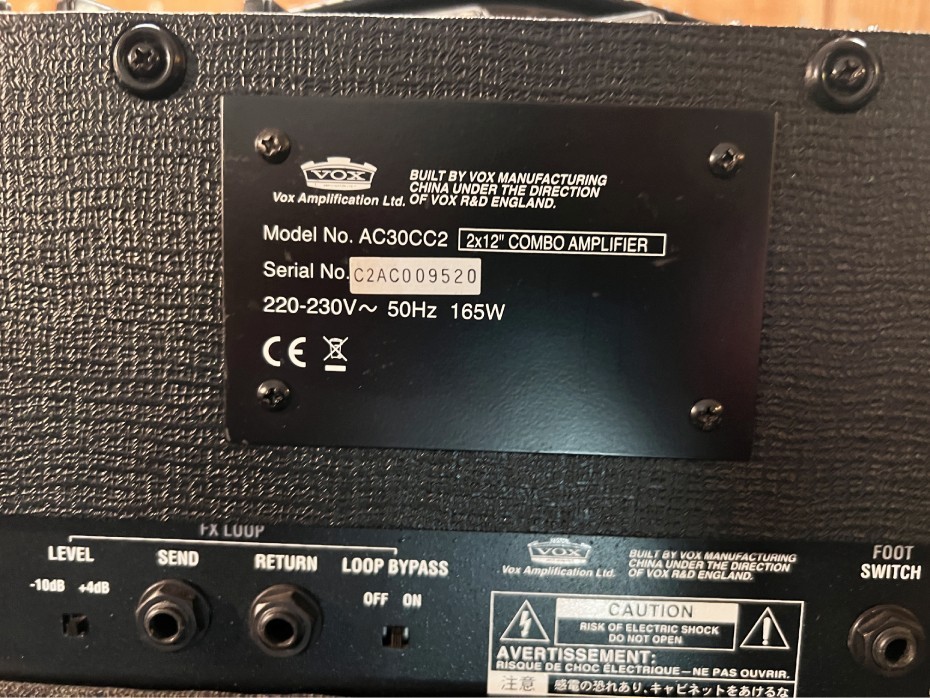 VOX
BUILT BY VOX MANUFACTURING
CHINA UNDER THE DIRECTION
Vox Amplification Ltd. OF VOX R&D ENGLAND.
Model No. AC30CC2 2x12" COMBO AMPLIFIER
Serial No. C2AC009520
220-230V～ 50Hz 165W
CE
FX LOOP
LEVEL
SEND
RETURN
LOOP BYPASS
-10dB +4dB
OFF ON
VOX
Vox Amplification Ltd.
BUILT BY VOX MANUFACTURING
CHINA UNDER THE DIRECTION
OF VOX R&D ENGLAND.
FOOT
SWITCH
CAUTION
RISK OF ELECTRIC SHOCK
DO NOT OPEN
AVERTISSEMENT:
RISQUE DE CHOC ÉLECTRIQUE—NE PAS OUVRIR.
注意 感電の恐れあり、キャビネットをあけるな